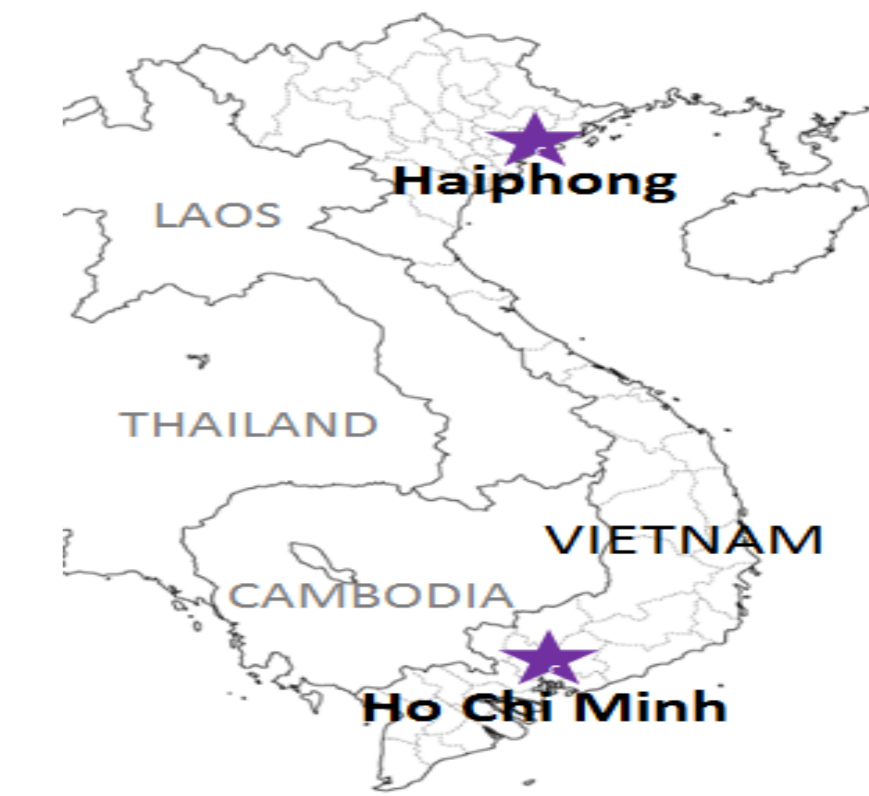 Haiphong
LAOS
THAILAND
VIETNAM
CAMBODIA
Ho Chi Minh